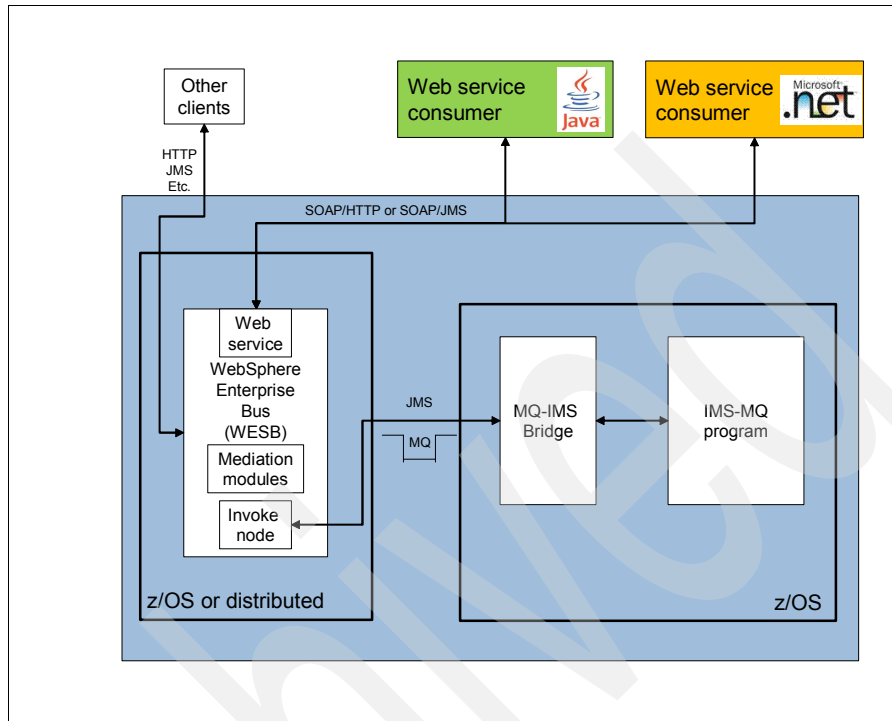 Other
clients
Web service
consumer
Java
Web service
consumer
Microsoft
.net
HTTP
JMS
Etc.
SOAP/HTTP or SOAP/JMS
Web
service
WebSphere
Enterprise
Bus
(WESB)
Mediation
modules
Invoke
node
z/OS or distributed
JMS
MQ
MQ-IMS
Bridge
IMS-MQ
program
z/OS
hived